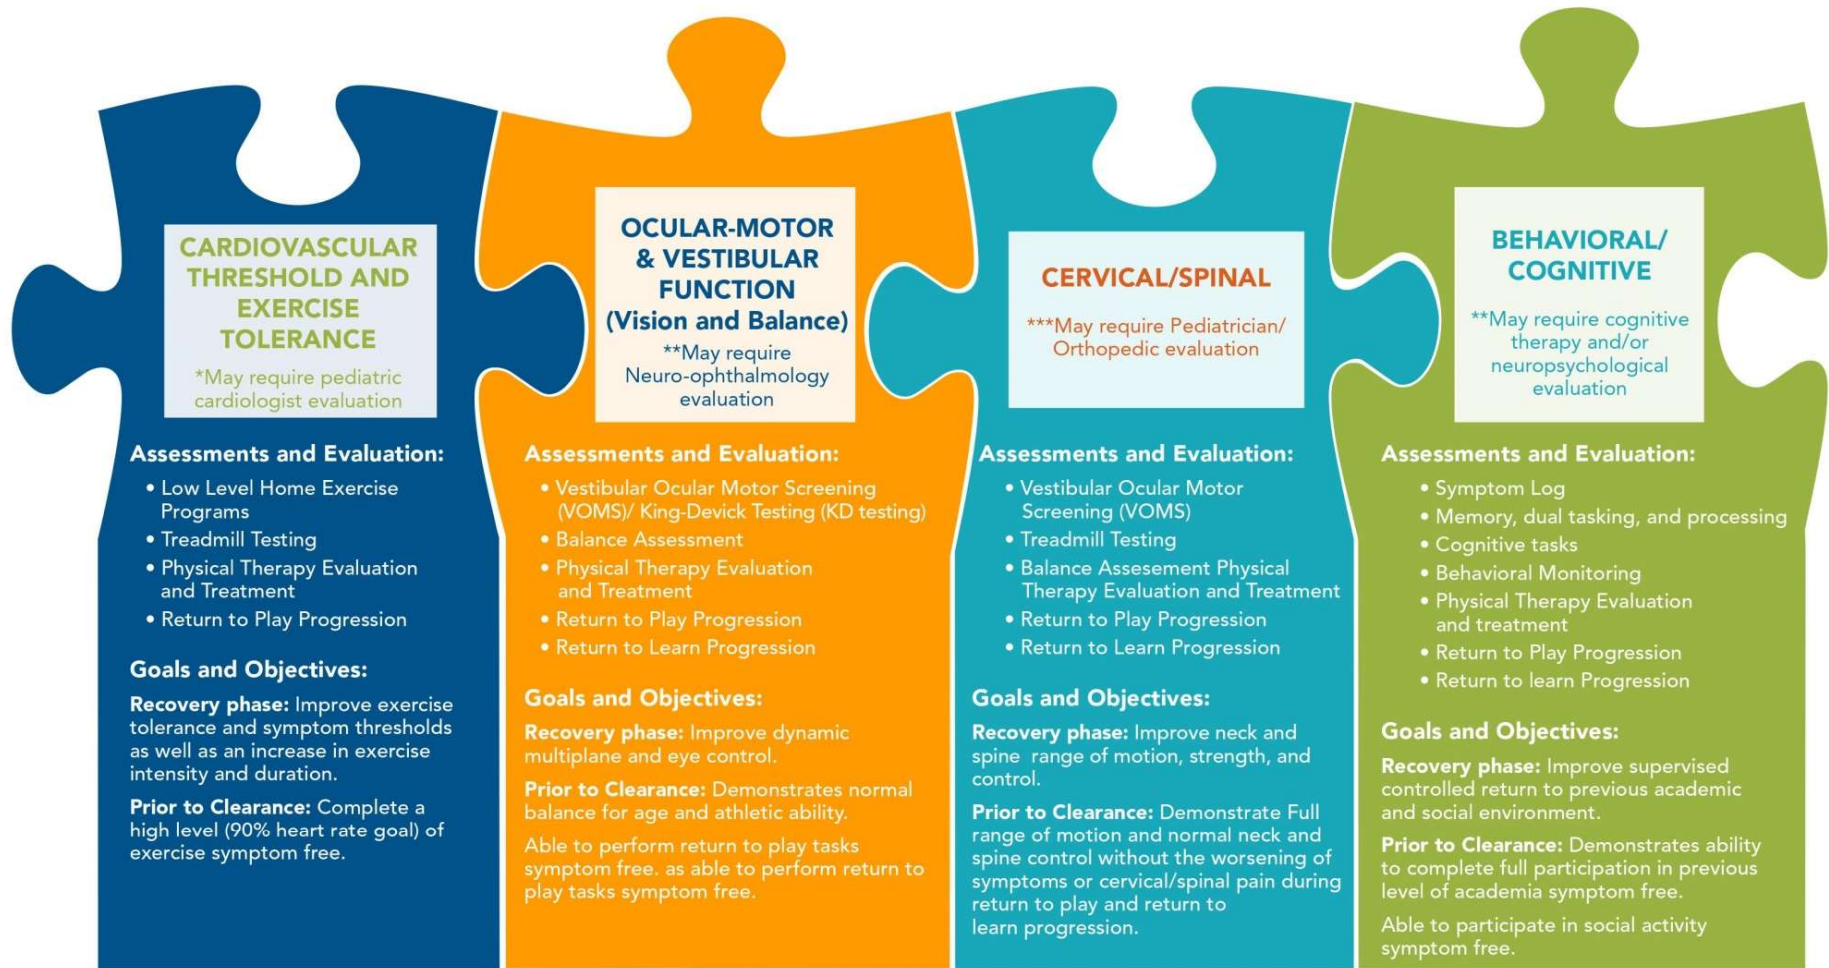 CARDIOVASCULAR
THRESHOLD AND
EXERCISE
TOLERANCE
*May require pediatric
cardiologist evaluation
Assessments and Evaluation:
• Low Level Home Exercise
Programs
• Treadmill Testing
• Physical Therapy Evaluation
and Treatment
• Return to Play Progression
Goals and Objectives:
Recovery phase: Improve exercise
tolerance and symptom thresholds
as well as an increase in exercise
intensity and duration.
Prior to Clearance: Complete a
high level (90% heart rate goal) of
exercise symptom free.
OCULAR-MOTOR
& VESTIBULAR
FUNCTION
(Vision and Balance)
**May require
Neuro-ophthalmology
evaluation
Assessments and Evaluation:
• Vestibular Ocular Motor Screening
(VOMS)/ King-Devick Testing (KD testing)
• Balance Assessment
• Physical Therapy Evaluation
and Treatment
• Return to Play Progression
• Return to Learn Progression
Goals and Objectives:
Recovery phase: Improve dynamic
multiplane and eye control.
Prior to Clearance: Demonstrates normal
balance for age and athletic ability.
Able to perform return to play tasks
symptom free. as able to perform return to
play tasks symptom free.
CERVICAL/SPINAL
***May require Pediatrician/
Orthopedic evaluation
Assessments and Evaluation:
• Vestibular Ocular Motor
Screening (VOMS)
• Treadmill Testing
• Balance Assesement Physical
Therapy Evaluation and Treatment
• Return to Play Progression
• Return to Learn Progression
Goals and Objectives:
Recovery phase: Improve neck and
spine range of motion, strength, and
control.
Prior to Clearance: Demonstrate Full
range of motion and normal neck and
spine control without the worsening of
symptoms or cervical/spinal pain during
return to play and return to
learn progression.
BEHAVIORAL/
COGNITIVE
**May require cognitive
therapy and/or
neuropsychological
evaluation
Assessments and Evaluation:
• Symptom Log
• Memory, dual tasking, and processing
• Cognitive tasks
• Behavioral Monitoring
• Physical Therapy Evaluation
and treatment
• Return to Play Progression
• Return to learn Progression
Goals and Objectives:
Recovery phase: Improve supervised
controlled return to previous academic
and social environment.
Prior to Clearance: Demonstrates ability
to complete full participation in previous
level of academia symptom free.
Able to participate in social activity
symptom free.